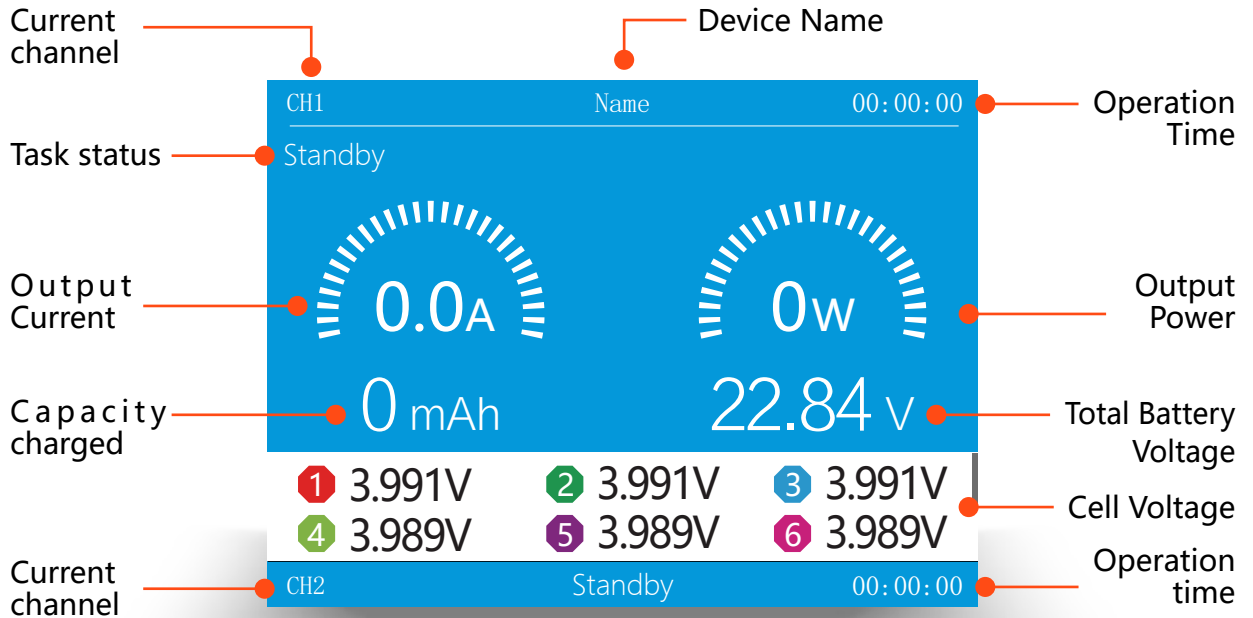 Current
channel
Device Name
CH1 Name 00:00:00
Operation
Time
Task status
Standby
Output
Current
0.0A
0W
Output
Power
Capacity
charged
0 mAh
22.84 V
Total Battery
Voltage
1 3.991V 2 3.991V 3 3.991V
Cell Voltage
4 3.989V 5 3.989V 6 3.989V
Current
channel
CH2 Standby 00:00:00
Operation
time